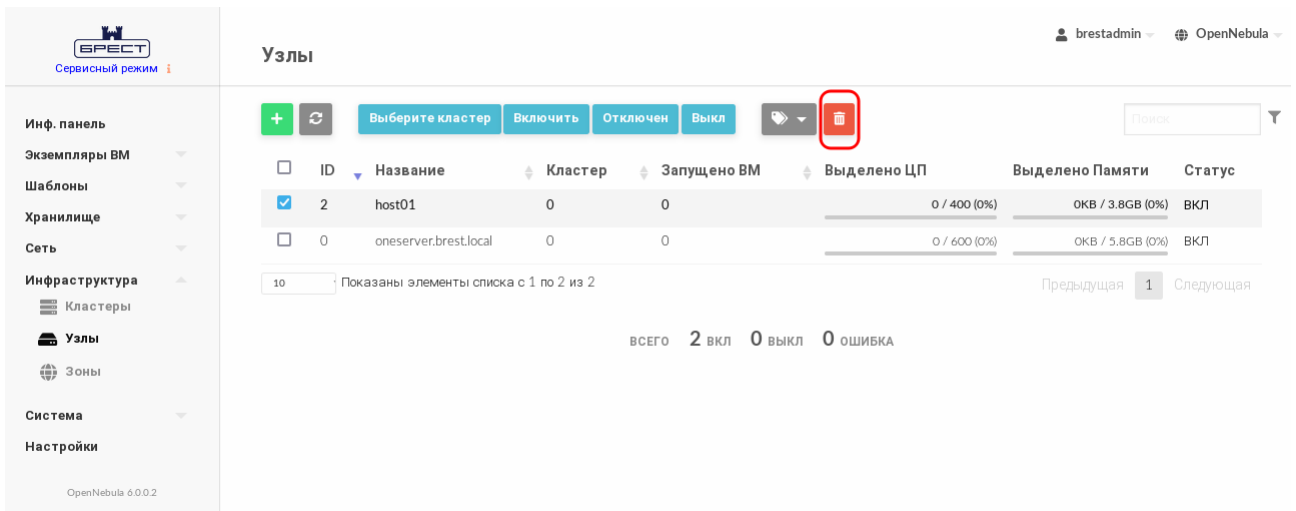 БРЕСТ
Сервисный режим i
Узлы
brestadmin OpenNebula
Выберите кластер Включить Отключен Выкл Поиск
Инф. панель
Экземпляры ВМ
Шаблоны
Хранилище
Сеть
Инфраструктура
Кластеры
Узлы
Зоны
Система
Настройки
OpenNebula 6.0.0.2
ID Название Кластер Запущено ВМ Выделено ЦП Выделено Памяти Статус
2 host01 0 0 0 / 400 (0%) 0KB / 3.8GB (0%) ВКЛ
0 oneserver.brest.local 0 0 0 / 600 (0%) 0KB / 5.8GB (0%) ВКЛ
10 Показаны элементы списка с 1 по 2 из 2 Предыдущая 1 Следующая
ВСЕГО 2 ВКЛ 0 ВЫКЛ 0 ОШИБКА